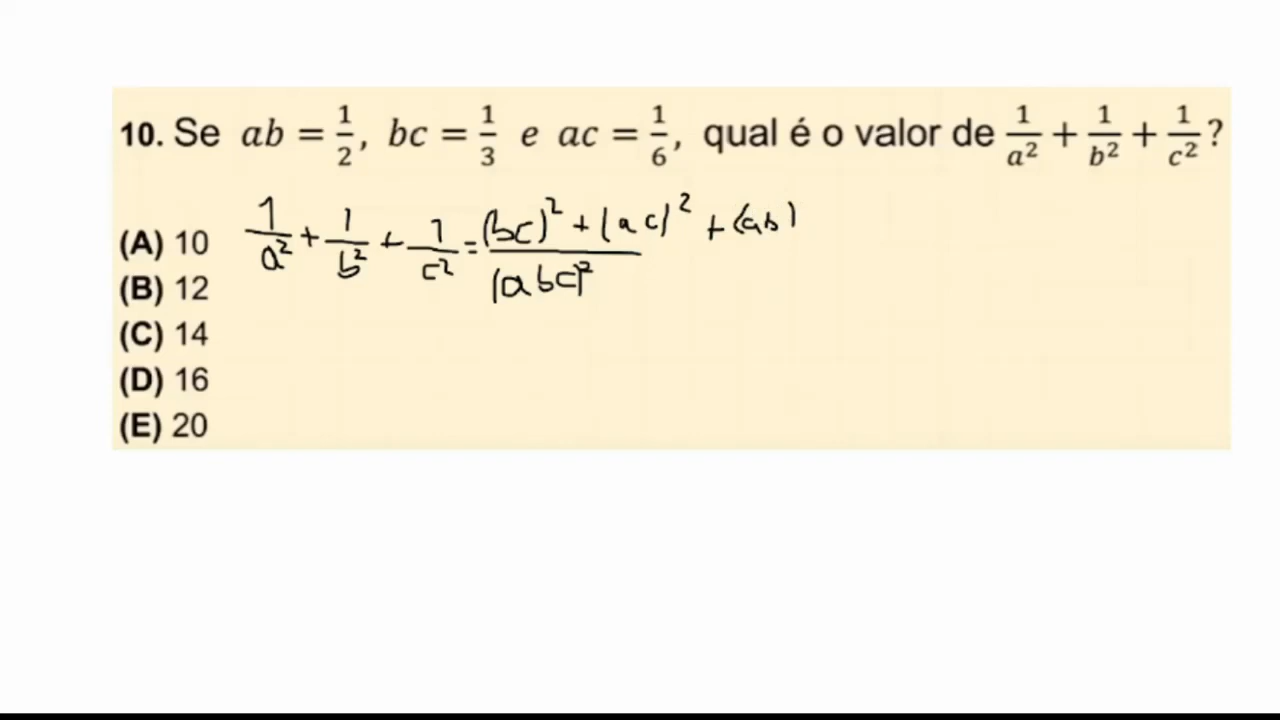 10. Se ab = 1/2, bc = 1/3 e ac = 1/6, qual é o valor de 1/a² + 1/b² + 1/c² ?
1/a² + 1/b² + 1/c² = (bc)² + (ac)² + (ab) / (abc)²
(A) 10
(B) 12
(C) 14
(D) 16
(E) 20